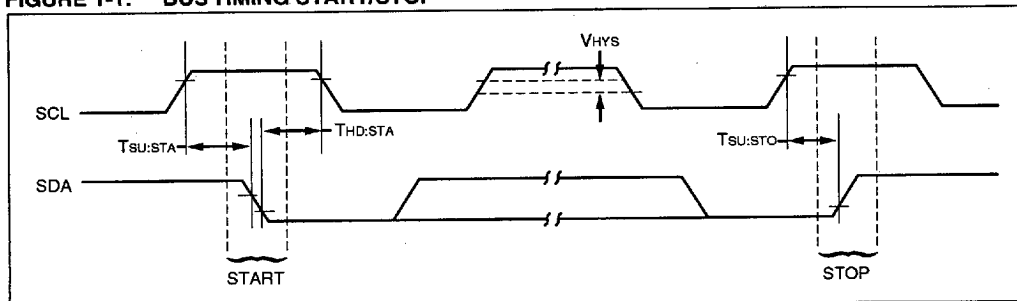 FIGURE 1-1: BUS TIMING START/STOP
VHYS
SCL
THD:STA
TSU:STA
TSU:STO
SDA
START
STOP